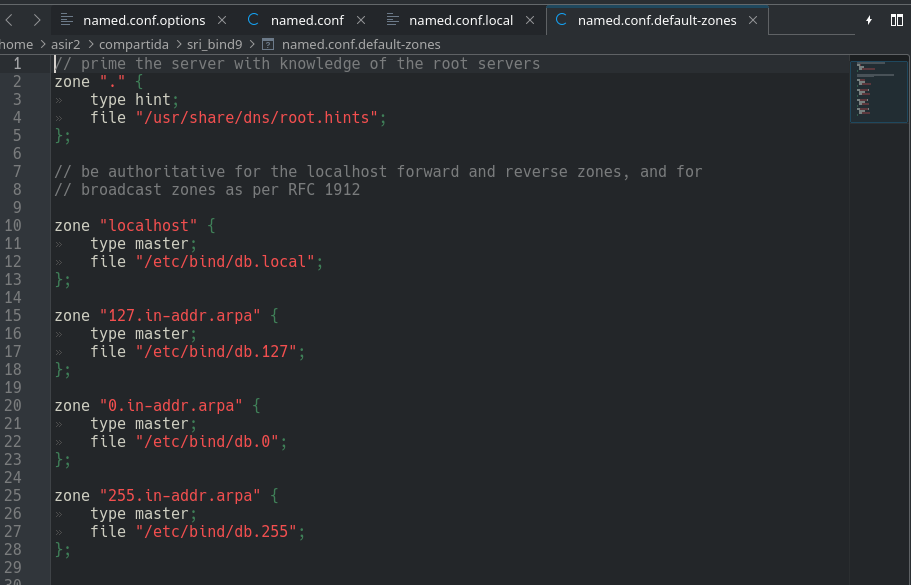 named.conf.options named.conf named.conf.local named.conf.default-zones
home > asir2 > compartida > sri_bind9 > named.conf.default-zones
1 // prime the server with knowledge of the root servers
2 zone "." {
3 » type hint;
4 » file "/usr/share/dns/root.hints";
5 };
6
7 // be authoritative for the localhost forward and reverse zones, and for
8 // broadcast zones as per RFC 1912
9
10 zone "localhost" {
11 » type master;
12 » file "/etc/bind/db.local";
13 };
14
15 zone "127.in-addr.arpa" {
16 » type master;
17 » file "/etc/bind/db.127";
18 };
19
20 zone "0.in-addr.arpa" {
21 » type master;
22 » file "/etc/bind/db.0";
23 };
24
25 zone "255.in-addr.arpa" {
26 » type master;
27 » file "/etc/bind/db.255";
28 };
29
30